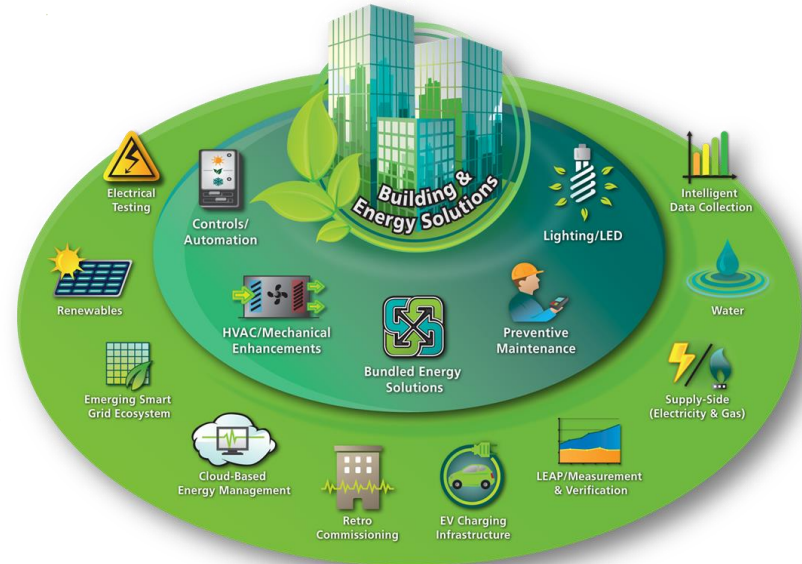 Building &
Energy Solutions
Electrical
Testing
Controls/
Automation
Lighting/LED
Intelligent
Data Collection
Renewables
HVAC/Mechanical
Enhancements
Bundled Energy
Solutions
Preventive
Maintenance
Water
Emerging Smart
Grid Ecosystem
Supply-Side
(Electricity & Gas)
Cloud-Based
Energy Management
Retro
Commissioning
EV Charging
Infrastructure
LEAP/Measurement
& Verification